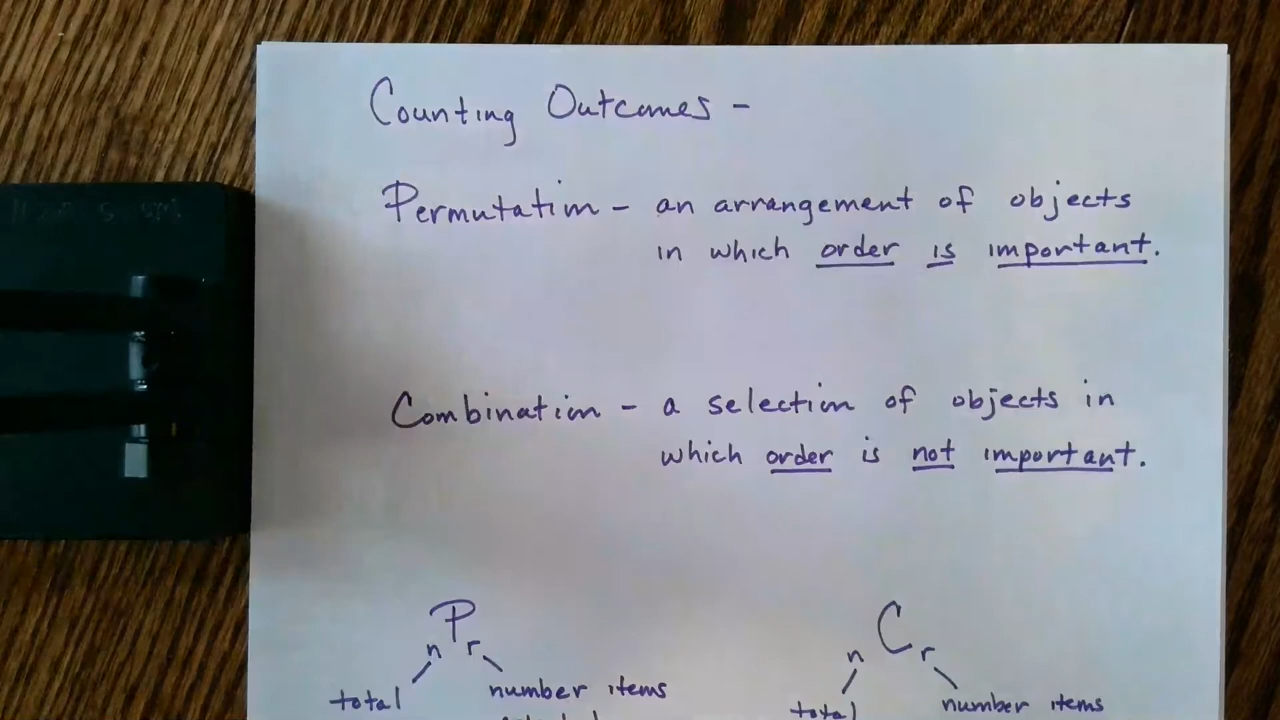 Counting Outcomes -
Permutation - an arrangement of objects
in which order is important.
Combination - a selection of objects in
which order is not important.
nPr
total number items
nCr
total number items